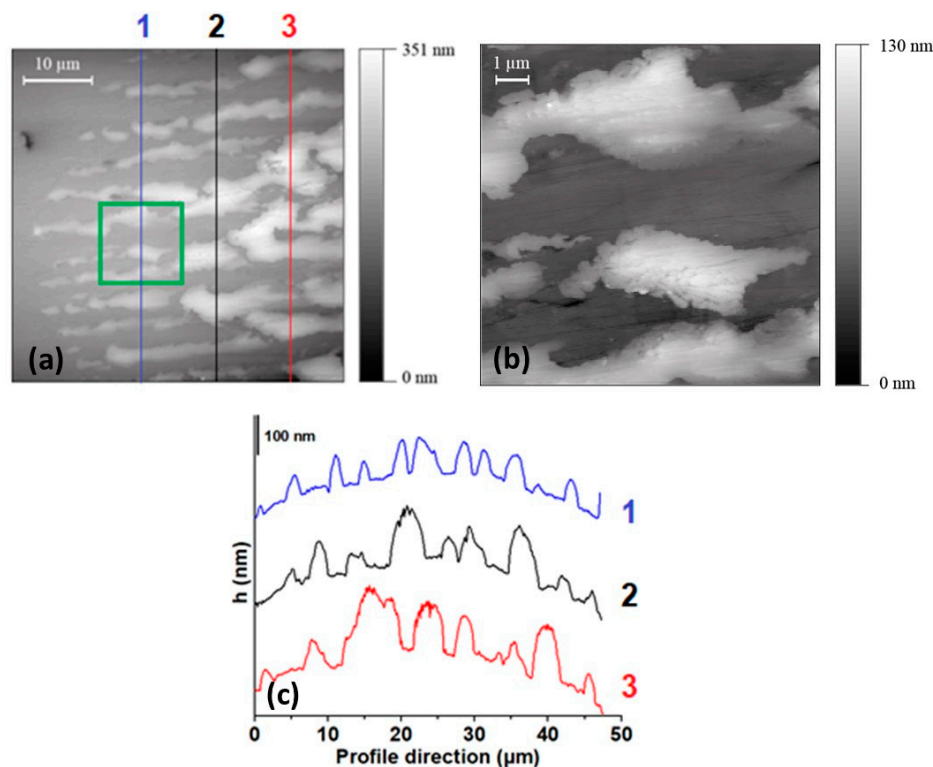 1 2 3
10 µm
351 nm
0 nm
(a)
1 µm
130 nm
0 nm
(b)
100 nm
h (nm)
1
2
3
(c)
0 10 20 30 40 50
Profile direction (µm)